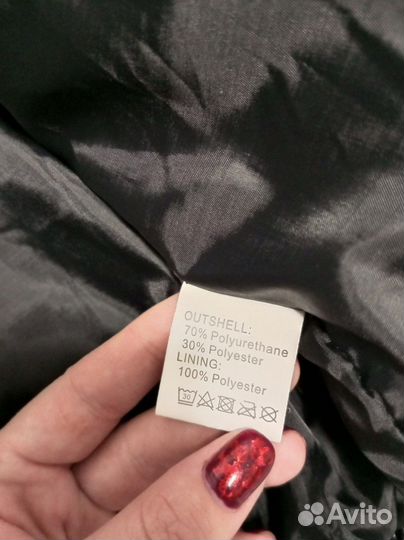 OUTSHELL:
70% Polyurethane
30% Polyester
LINING:
100% Polyester
30
Avito